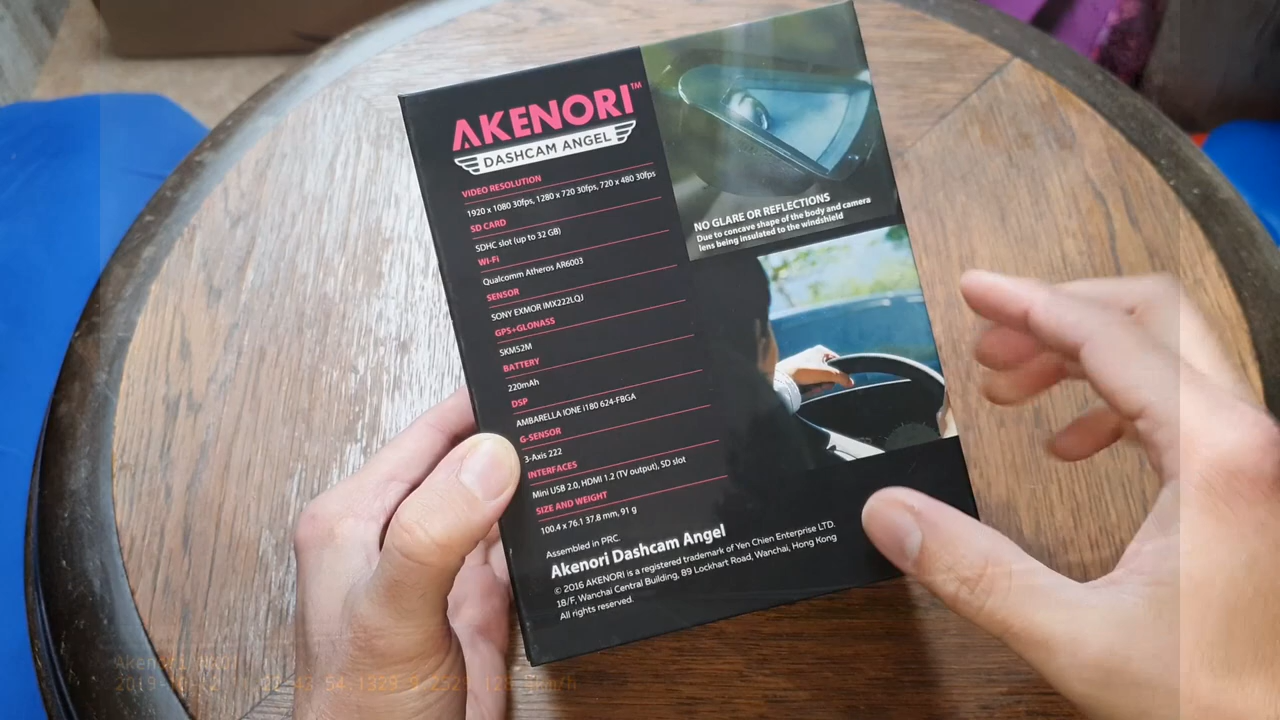 AKENORI™
DASHCAM ANGEL
VIDEO RESOLUTION
1920 x 1080 30fps, 1280 x 720 30fps, 720 x 480 30fps
SD CARD
SDHC slot (up to 32 GB)
WI-Fi
Qualcomm Atheros AR6003
SENSOR
SONY EXMOR IMX222LQJ
GPS+GLONASS
SKM52M
BATTERY
220mAh
DSP
AMBARELLA IONE i180 624-FBGA
G-SENSOR
3-Axis 222
INTERFACES
Mini USB 2.0, HDMI 1.2 (TV output), SD slot
SIZE AND WEIGHT
100.4 x 76.1 37.8 mm, 91 g
Assembled in PRC.
Akenori Dashcam Angel
© 2016 AKENORI is a registered trademark of Yen Chien Enterprise LTD.
18/F, Wanchai Central Building, 89 Lockhart Road, Wanchai, Hong Kong
All rights reserved.
NO GLARE OR REFLECTIONS
Due to concave shape of the body and camera
lens being insulated to the windshield
Akenori